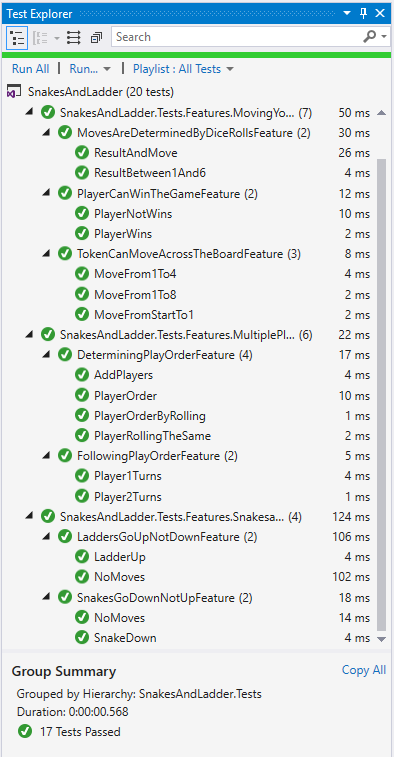 Test Explorer
Search
Run All | Run... | Playlist : All Tests
SnakesAndLadder (20 tests)
SnakesAndLadder.Tests.Features.MovingYo... (7) 50 ms
MovesAreDeterminedByDiceRollsFeature (2) 30 ms
ResultAndMove 26 ms
ResultBetween1And6 4 ms
PlayerCanWinTheGameFeature (2) 12 ms
PlayerNotWins 10 ms
PlayerWins 2 ms
TokenCanMoveAcrossTheBoardFeature (3) 8 ms
MoveFrom1To4 4 ms
MoveFrom1To8 2 ms
MoveFromStartTo1 2 ms
SnakesAndLadder.Tests.Features.MultiplePl... (6) 22 ms
DeterminingPlayOrderFeature (4) 17 ms
AddPlayers 4 ms
PlayerOrder 10 ms
PlayerOrderByRolling 1 ms
PlayerRollingTheSame 2 ms
FollowingPlayOrderFeature (2) 5 ms
Player1Turns 4 ms
Player2Turns 1 ms
SnakesAndLadder.Tests.Features.Snakesa... (4) 124 ms
LaddersGoUpNotDownFeature (2) 106 ms
LadderUp 4 ms
NoMoves 102 ms
SnakesGoDownNotUpFeature (2) 18 ms
NoMoves 14 ms
SnakeDown 4 ms
Group Summary Copy All
Grouped by Hierarchy: SnakesAndLadder.Tests
Duration: 0:00:00.568
17 Tests Passed